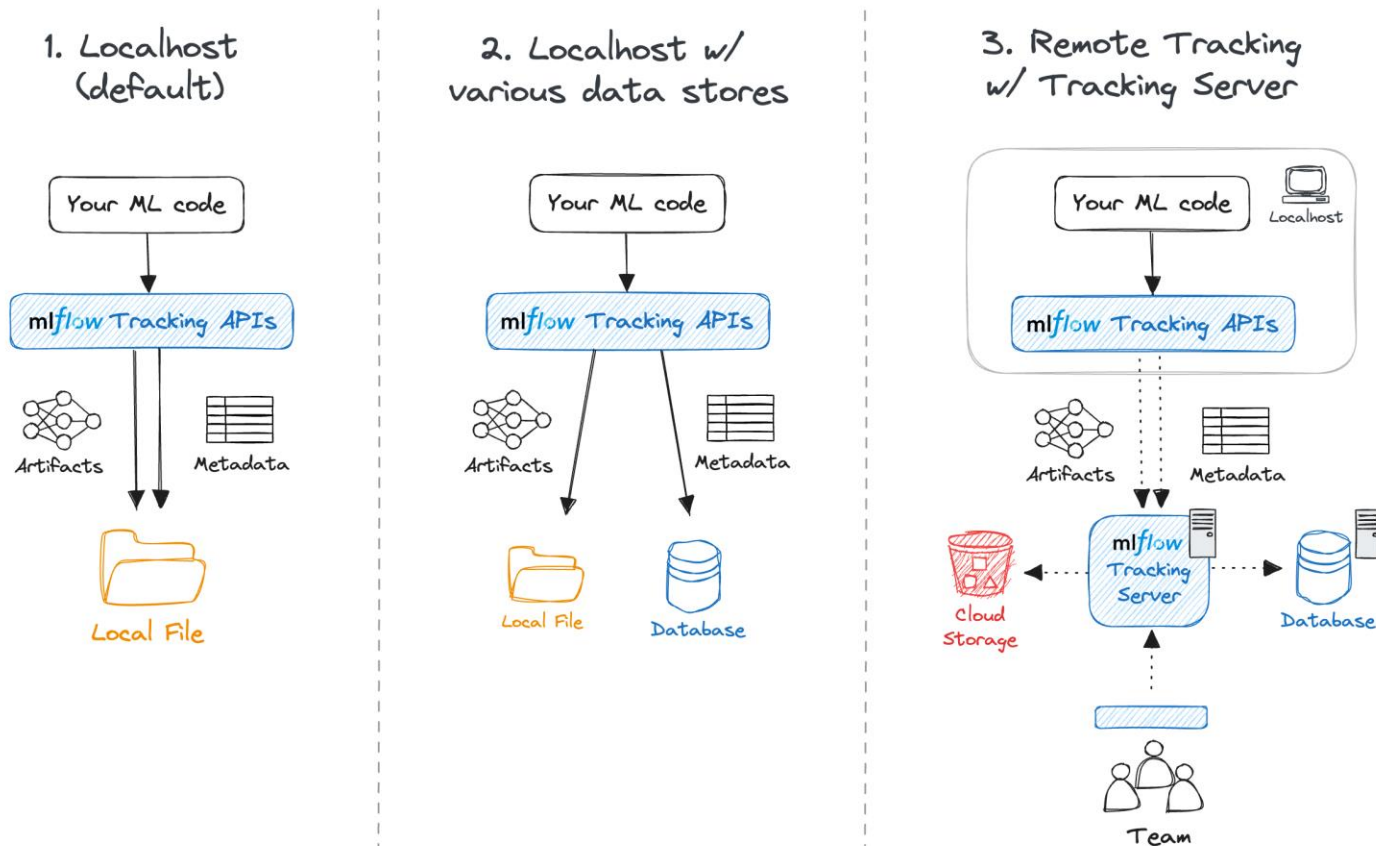 1. Localhost
(default)
Your ML code
mlflow Tracking APIs
Artifacts
Metadata
Local File
2. Localhost w/
various data stores
Your ML code
mlflow Tracking APIs
Artifacts
Metadata
Local File
Database
3. Remote Tracking
w/ Tracking Server
Your ML code
Localhost
mlflow Tracking APIs
Artifacts
Metadata
mlflow
Tracking
Server
Cloud
Storage
Database
Team